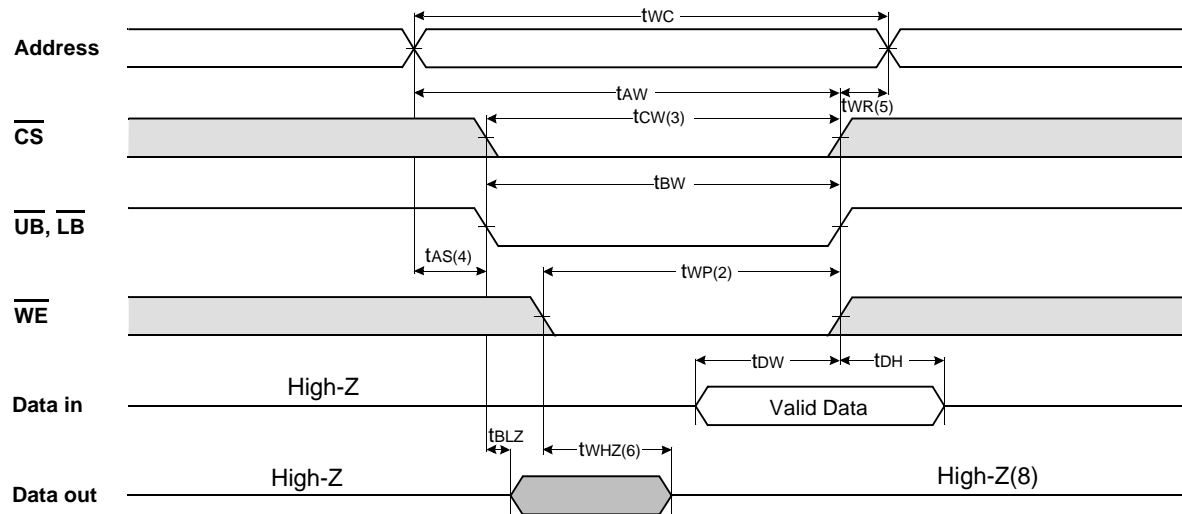 tWC
Address
tAW
tWR(5)
tCW(3)
CS
tBW
UB, LB
tAS(4)
tWP(2)
WE
tDW
tDH
High-Z
Data in
Valid Data
tBLZ
tWHZ(6)
High-Z
High-Z(8)
Data out